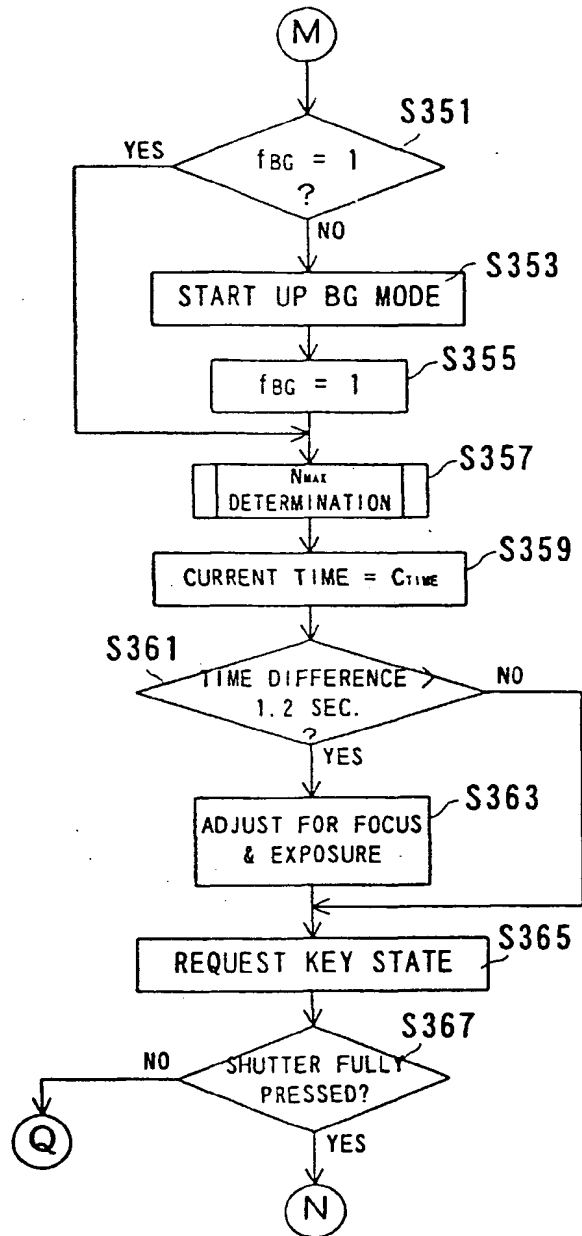 M
S351
YES
fBG = 1
?
NO
S353
START UP BG MODE
S355
fBG = 1
S357
NMAX
DETERMINATION
S359
CURRENT TIME = CTIME
S361
TIME DIFFERENCE >
NO
1.2 SEC.
?
YES
S363
ADJUST FOR FOCUS
& EXPOSURE
S365
REQUEST KEY STATE
S367
NO
SHUTTER FULLY
PRESSED?
Q
YES
N